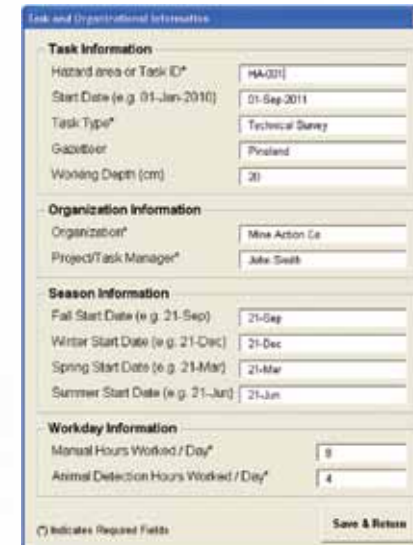 Task and Organizational Information
Task Information
Hazard area or Task ID* HA-001
Start Date (e.g. 01-Jan-2010) 01-Sep-2011
Task Type* Technical Survey
Gazetteer Pineland
Working Depth (cm) 20
Organization Information
Organization* Mine Action Co
Project/Task Manager* John Smith
Season Information
Fall Start Date (e.g. 21-Sep) 21-Sep
Winter Start Date (e.g. 21-Dec) 21-Dec
Spring Start Date (e.g. 21-Mar) 21-Mar
Summer Start Date (e.g. 21-Jun) 21-Jun
Workday Information
Manual Hours Worked / Day* 8
Animal Detection Hours Worked / Day* 4
(*) Indicates Required Fields Save & Return